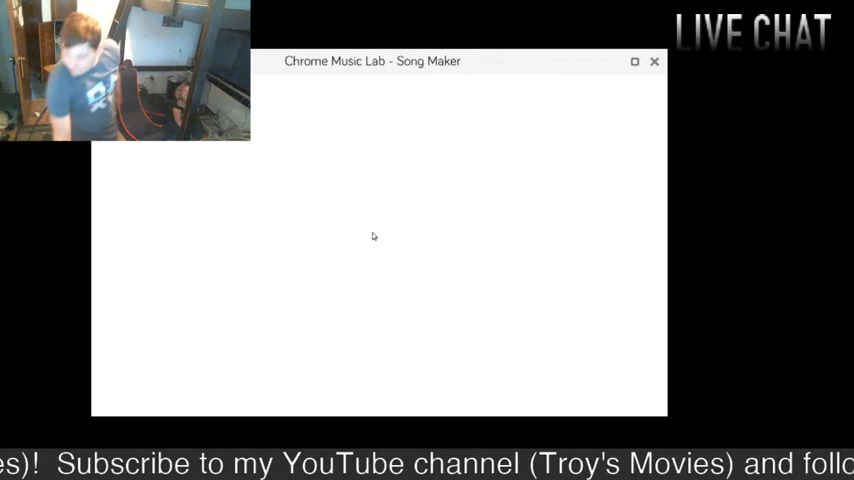 LIVE CHAT
Chrome Music Lab - Song Maker
es)! Subscribe to my YouTube channel (Troy's Movies) and follo